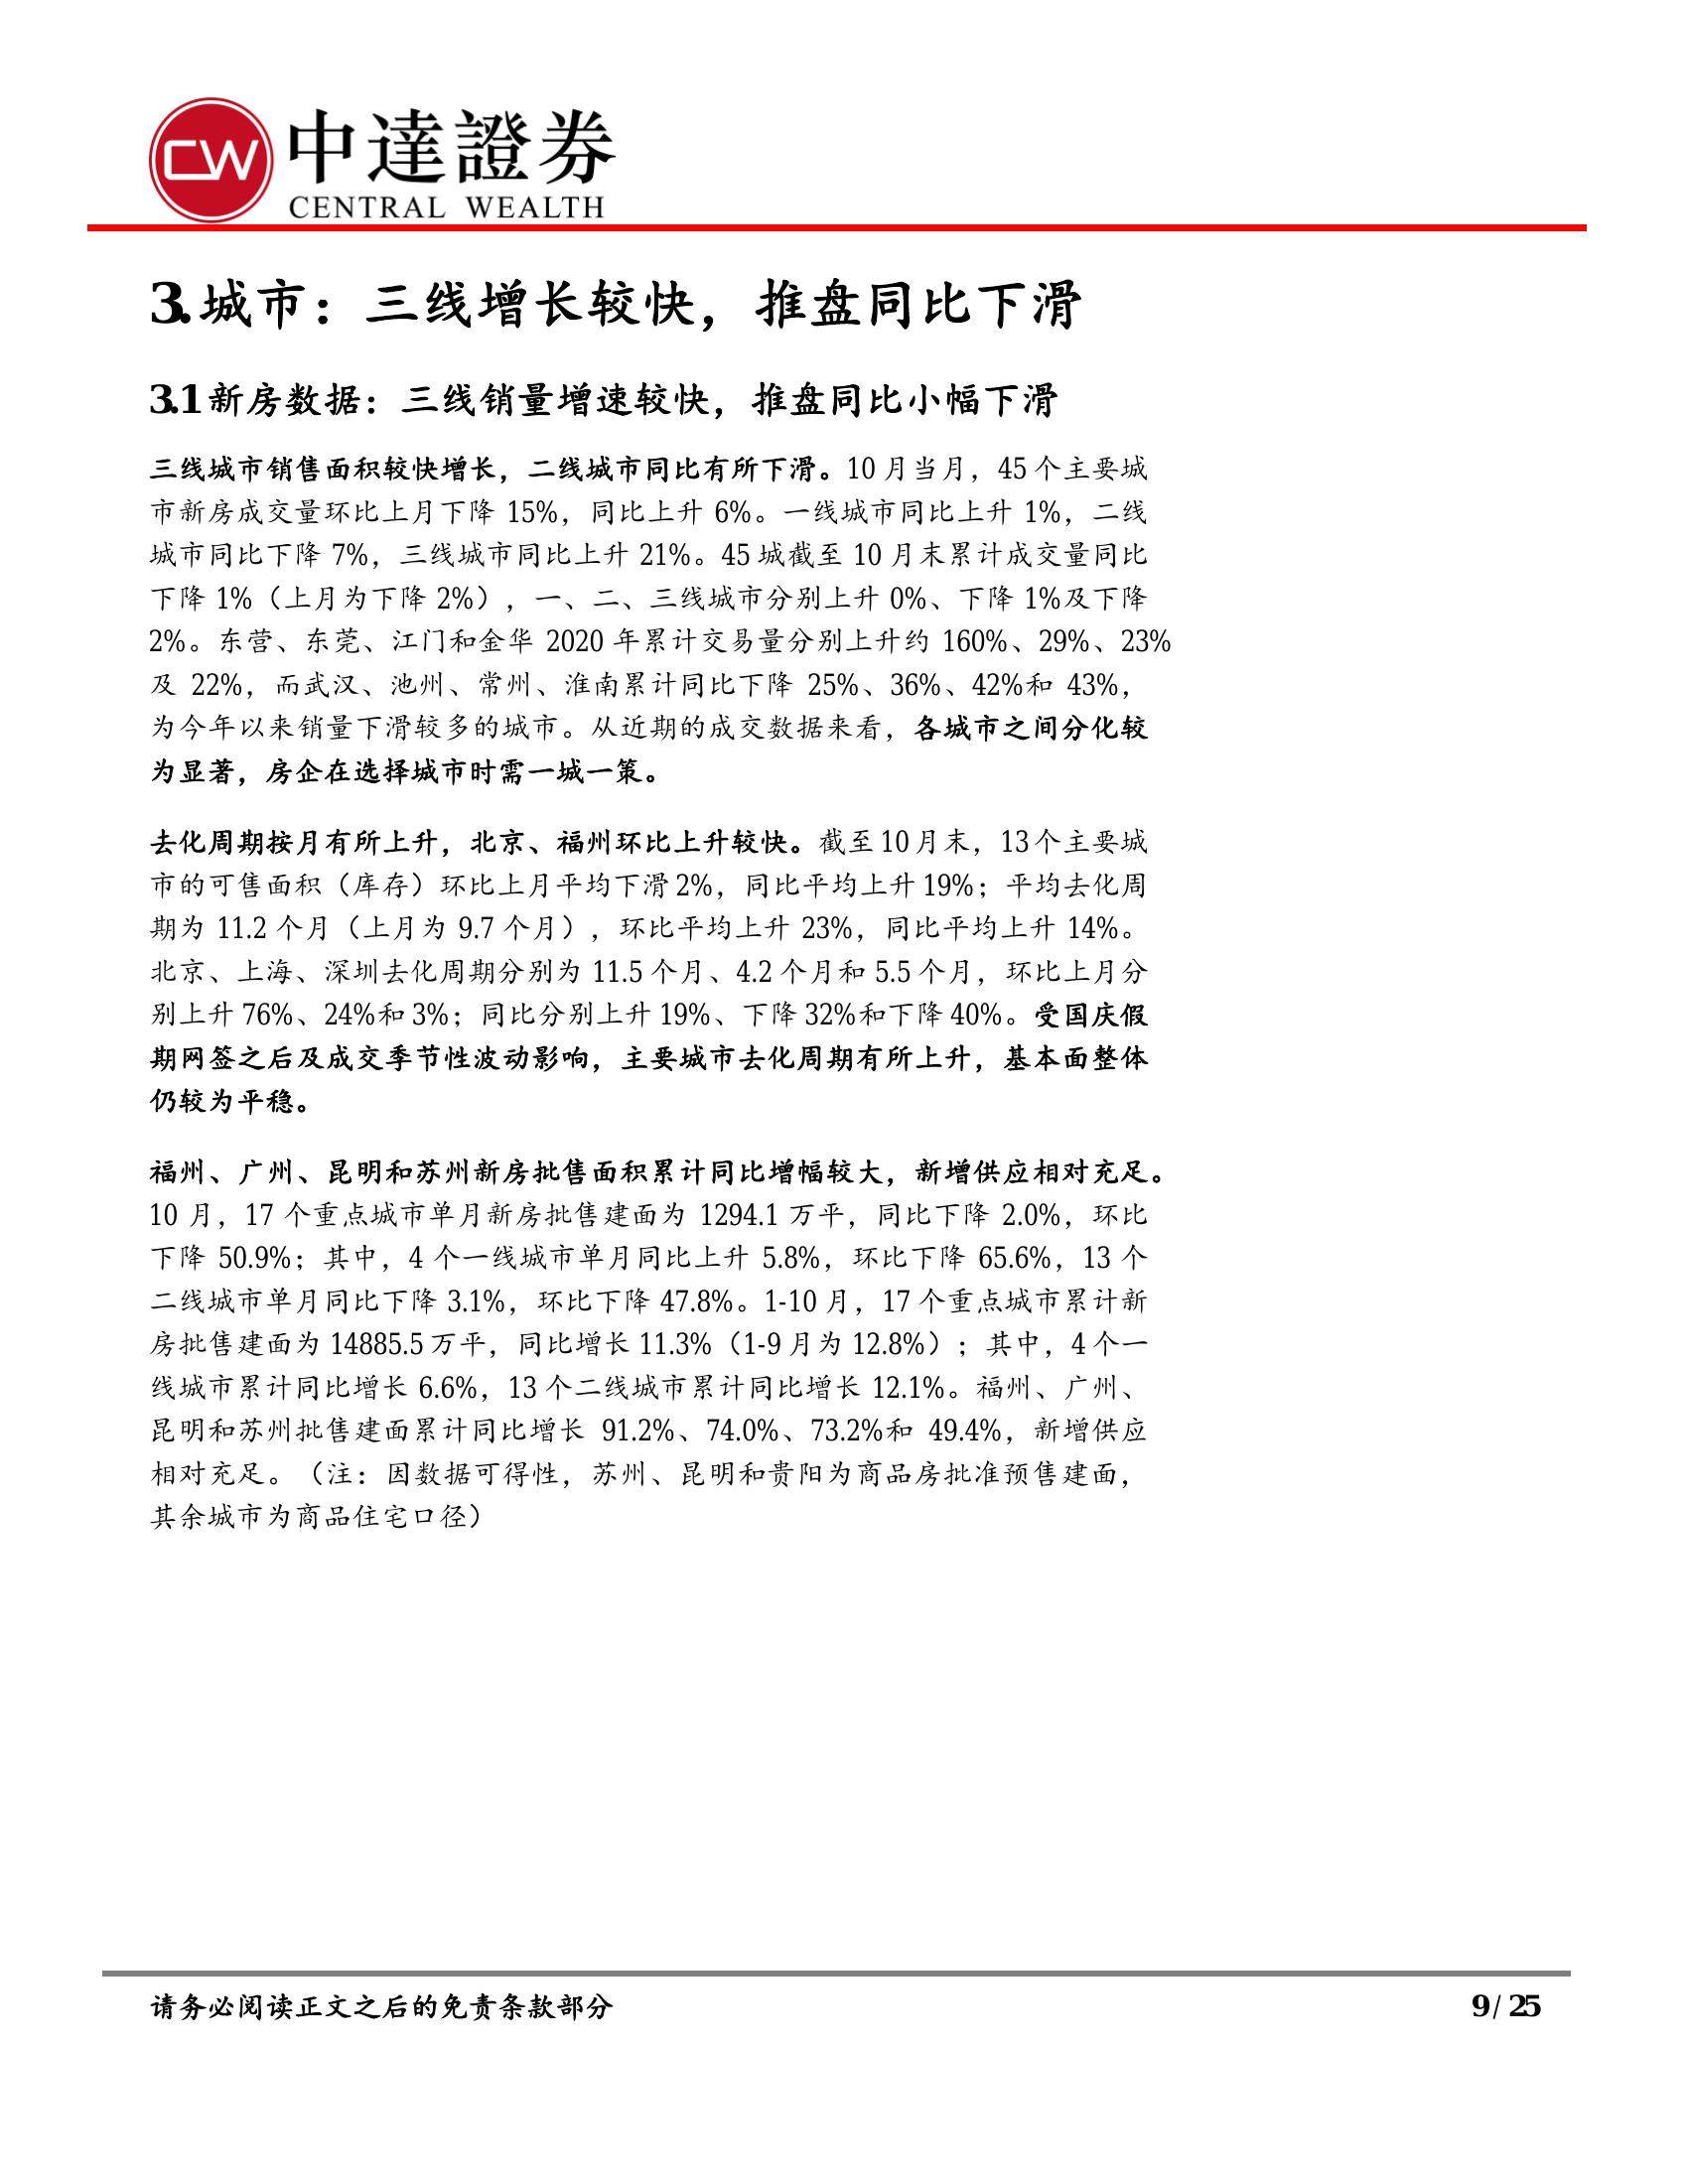 CW 中達證券
CENTRAL WEALTH
3.城市：三线增长较快，推盘同比下滑
3.1新房数据：三线销量增速较快，推盘同比小幅下滑
三线城市销售面积较快增长，二线城市同比有所下滑。10 月当月，45 个主要城
市新房成交量环比上月下降 15%，同比上升 6%。一线城市同比上升 1%，二线
城市同比下降 7%，三线城市同比上升 21%。45 城截至 10 月末累计成交量同比
下降 1%（上月为下降 2%），一、二、三线城市分别上升 0%、下降 1%及下降
2%。东营、东莞、江门和金华 2020 年累计交易量分别上升约 160%、29%、23%
及 22%，而武汉、池州、常州、淮南累计同比下降 25%、36%、42%和 43%，
为今年以来销量下滑较多的城市。从近期的成交数据来看，各城市之间分化较
为显著，房企在选择城市时需一城一策。
去化周期按月有所上升，北京、福州环比上升较快。截至 10 月末，13 个主要城
市的可售面积（库存）环比上月平均下滑 2%，同比平均上升 19%；平均去化周
期为 11.2 个月（上月为 9.7 个月），环比平均上升 23%，同比平均上升 14%。
北京、上海、深圳去化周期分别为 11.5 个月、4.2 个月和 5.5 个月，环比上月分
别上升 76%、24%和 3%；同比分别上升 19%、下降 32%和下降 40%。受国庆假
期网签之后及成交季节性波动影响，主要城市去化周期有所上升，基本面整体
仍较为平稳。
福州、广州、昆明和苏州新房批售面积累计同比增幅较大，新增供应相对充足。
10 月，17 个重点城市单月新房批售建面为 1294.1 万平，同比下降 2.0%，环比
下降 50.9%；其中，4 个一线城市单月同比上升 5.8%，环比下降 65.6%，13 个
二线城市单月同比下降 3.1%，环比下降 47.8%。1-10 月，17 个重点城市累计新
房批售建面为 14885.5 万平，同比增长 11.3%（1-9 月为 12.8%）；其中，4 个一
线城市累计同比增长 6.6%，13 个二线城市累计同比增长 12.1%。福州、广州、
昆明和苏州批售建面累计同比增长 91.2%、74.0%、73.2%和 49.4%，新增供应
相对充足。（注：因数据可得性，苏州、昆明和贵阳为商品房批准预售建面，
其余城市为商品住宅口径）
请务必阅读正文之后的免责条款部分
9 / 25